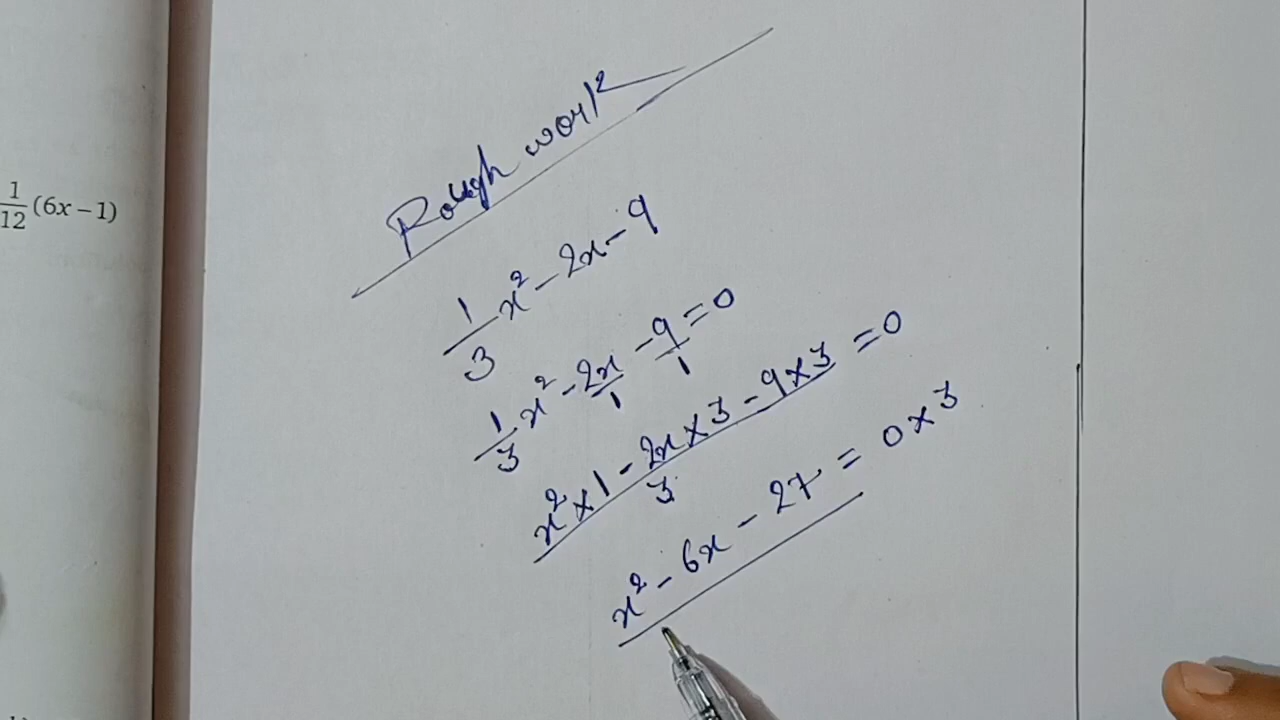 1/12 (6x – 1)
Rough work
1/3 x² - 2x - 9
1/3 x² - 2x/1 - 9/1 = 0
(x² × 1 - 2x × 3 - 9 × 3)/3 = 0
x² - 6x - 27 = 0 × 3